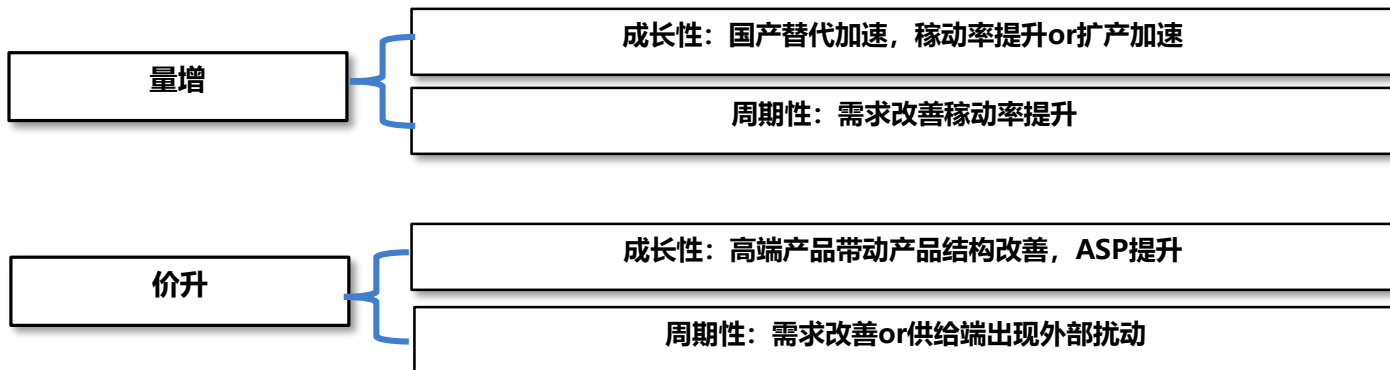 成长性：国产替代加速，稼动率提升or扩产加速
量增
周期性：需求改善稼动率提升
成长性：高端产品带动产品结构改善，ASP提升
价升
周期性：需求改善or供给端出现外部扰动